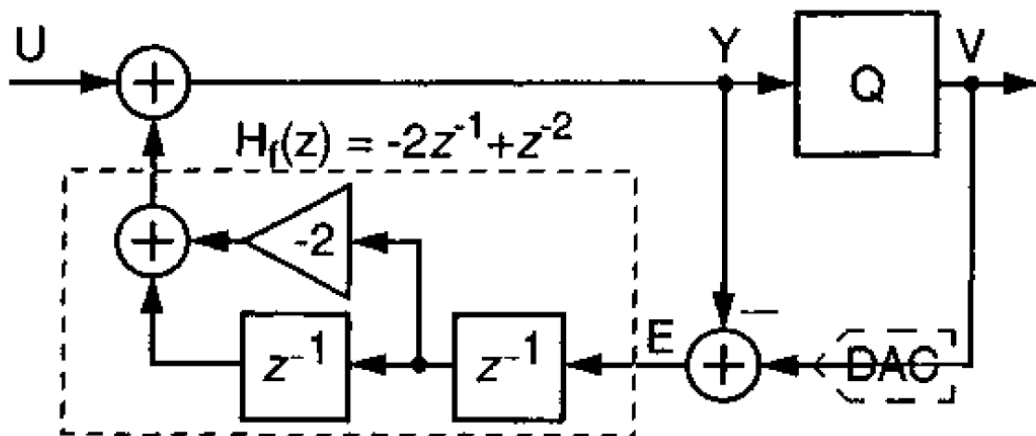 U
+
Y
Q
V
H_f(z) = -2z^{-1}+z^{-2}
+
-2
z^{-1}
z^{-1}
E
+
−
DAC